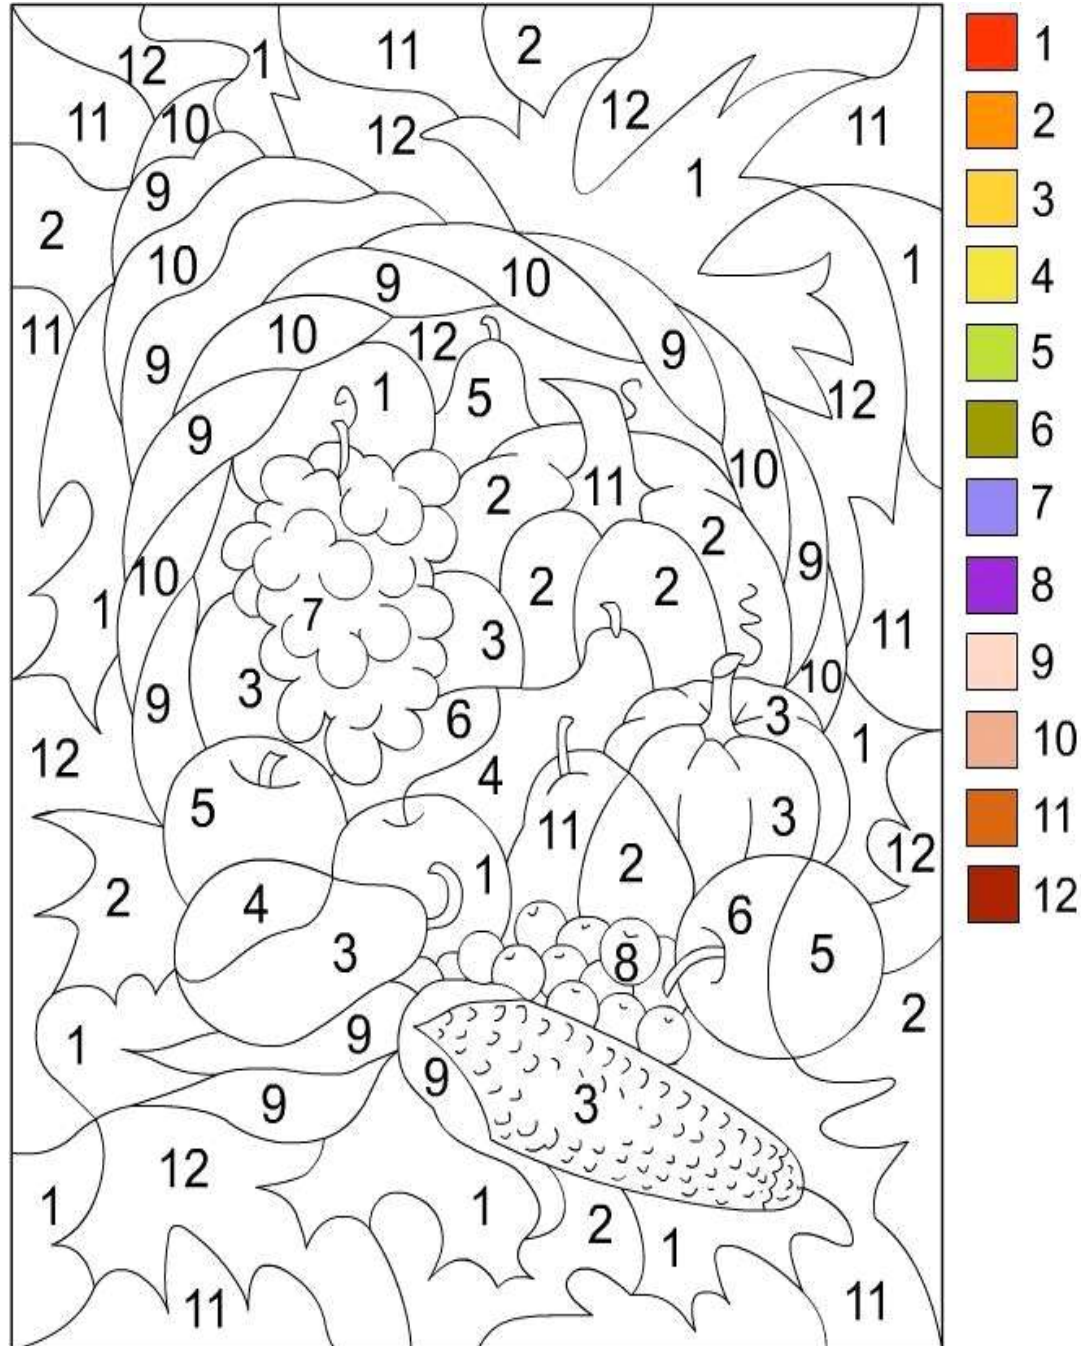 12 1 11 2 1
11 10 12 12 11 2
9 1 3
2 10 9 10 1 4
11 10 12 9 5
9 1 5 12
9 2 11 10 6
10 2 9 7
1 7 2 2 11 8
3 3 10 9
9 6 3 1 10
12 4
5 11 3 11
2 4 1 2 12 12
3 8 6 5
1 9 2
9 9 3
12
1 1 2 1
11 11